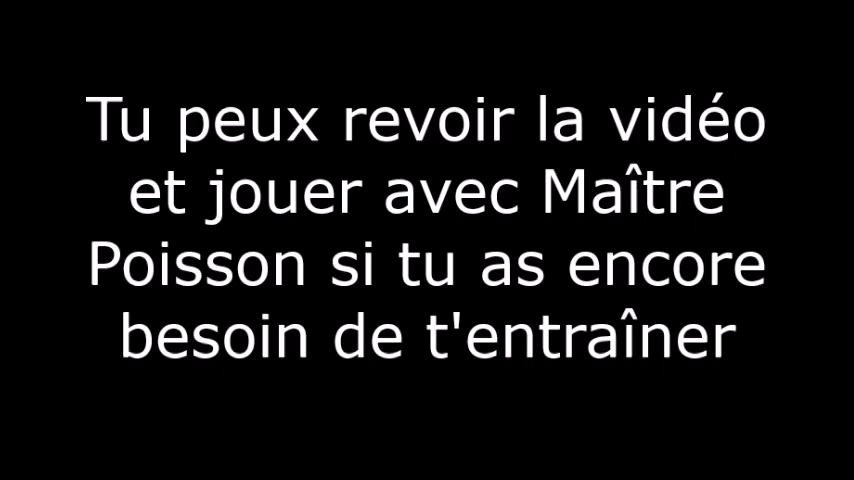 Tu peux revoir la vidéo
et jouer avec Maître
Poisson si tu as encore
besoin de t'entraîner